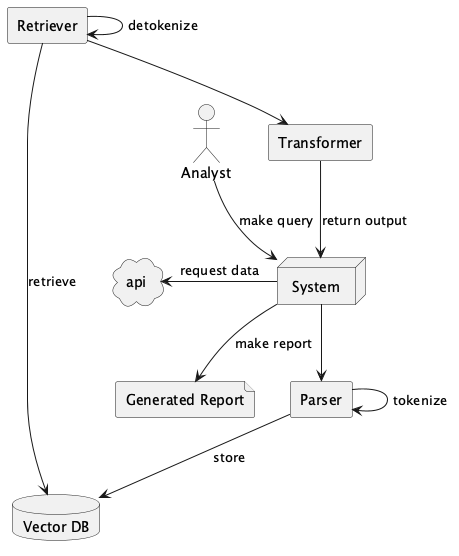 Retriever
detokenize
Transformer
Analyst
make query
return output
request data
api
System
retrieve
make report
Generated Report
Parser
tokenize
store
Vector DB